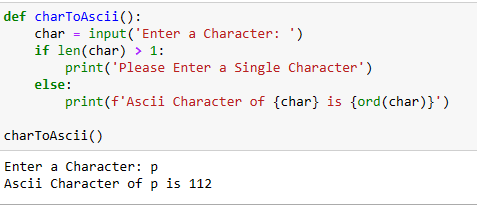 def charToAscii():
    char = input('Enter a Character: ')
    if len(char) > 1:
        print('Please Enter a Single Character')
    else:
        print(f'Ascii Character of {char} is {ord(char)}')

charToAscii()
Enter a Character: p
Ascii Character of p is 112